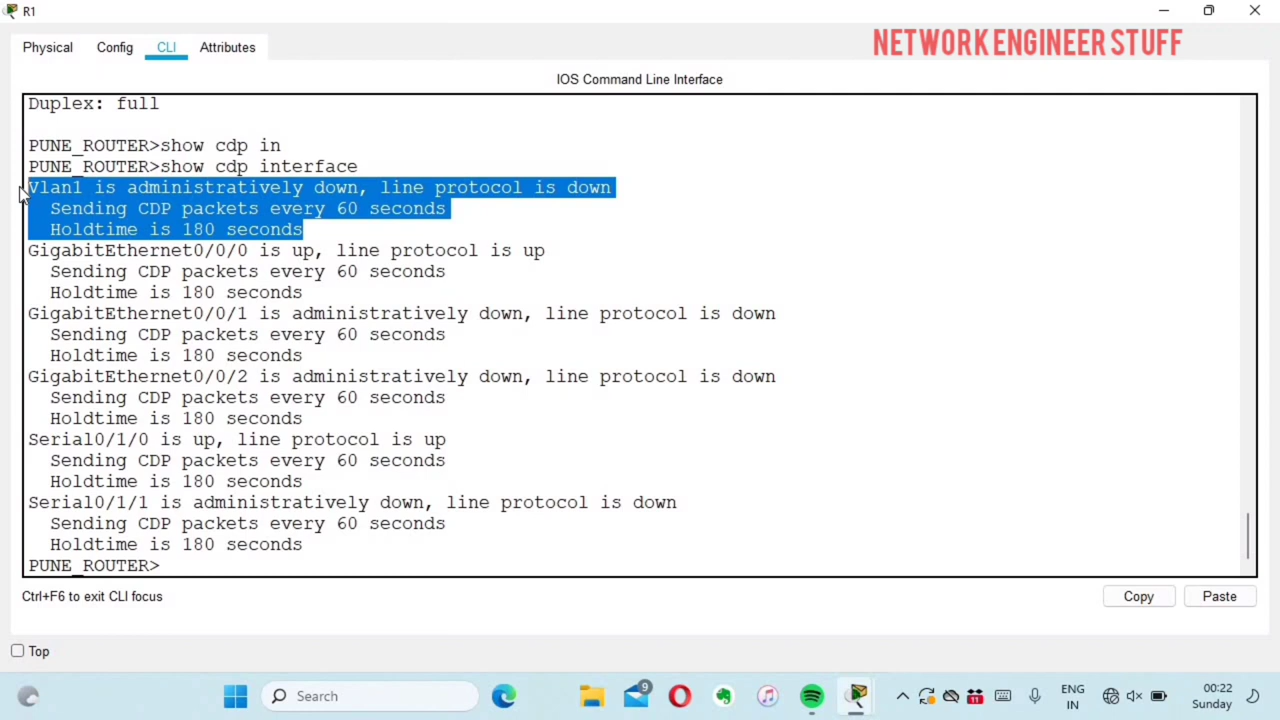 R1
Physical Config CLI Attributes
NETWORK ENGINEER STUFF
IOS Command Line Interface
Duplex: full
PUNE_ROUTER>show cdp in
PUNE_ROUTER>show cdp interface
Vlan1 is administratively down, line protocol is down
Sending CDP packets every 60 seconds
Holdtime is 180 seconds
GigabitEthernet0/0/0 is up, line protocol is up
Sending CDP packets every 60 seconds
Holdtime is 180 seconds
GigabitEthernet0/0/1 is administratively down, line protocol is down
Sending CDP packets every 60 seconds
Holdtime is 180 seconds
GigabitEthernet0/0/2 is administratively down, line protocol is down
Sending CDP packets every 60 seconds
Holdtime is 180 seconds
Serial0/1/0 is up, line protocol is up
Sending CDP packets every 60 seconds
Holdtime is 180 seconds
Serial0/1/1 is administratively down, line protocol is down
Sending CDP packets every 60 seconds
Holdtime is 180 seconds
PUNE_ROUTER>
Ctrl+F6 to exit CLI focus
Copy Paste
Top
Search
9
11
ENG
IN
00:22
Sunday